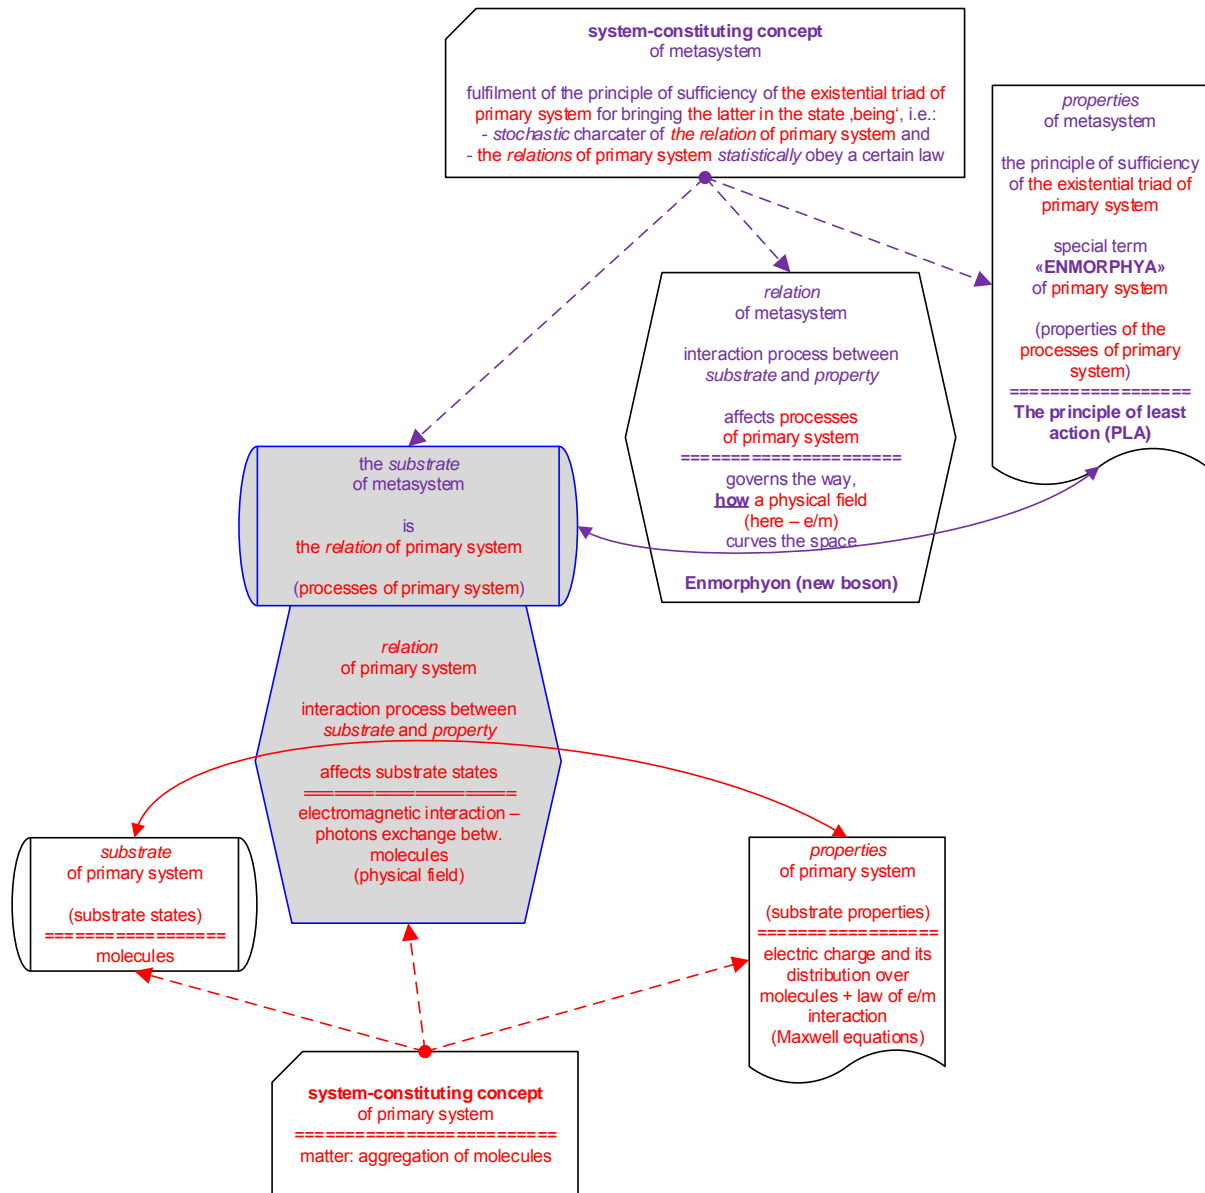 system-constituting concept
of metasystem
fulfilment of the principle of sufficiency of the existential triad of
primary system for bringing the latter in the state ‚being‘, i.e.:
- stochastic charcater of the relation of primary system and
- the relations of primary system statistically obey a certain law
properties
of metasystem
the principle of sufficiency
of the existential triad of
primary system
special term
«ENMORPHYA»
of primary system
(properties of the
processes of primary
system)
==================
The principle of least
action (PLA)
relation
of metasystem
interaction process between
substrate and property
affects processes
of primary system
======================
governs the way,
how a physical field
(here – e/m)
curves the space
Enmorphyon (new boson)
the substrate
of metasystem
is
the relation of primary system
(processes of primary system)
relation
of primary system
interaction process between
substrate and property
affects substrate states
=====================
electromagnetic interaction –
photons exchange betw.
molecules
(physical field)
substrate
of primary system
(substrate states)
==================
molecules
properties
of primary system
(substrate properties)
==================
electric charge and its
distribution over
molecules + law of e/m
interaction
(Maxwell equations)
system-constituting concept
of primary system
==========================
matter: aggregation of molecules